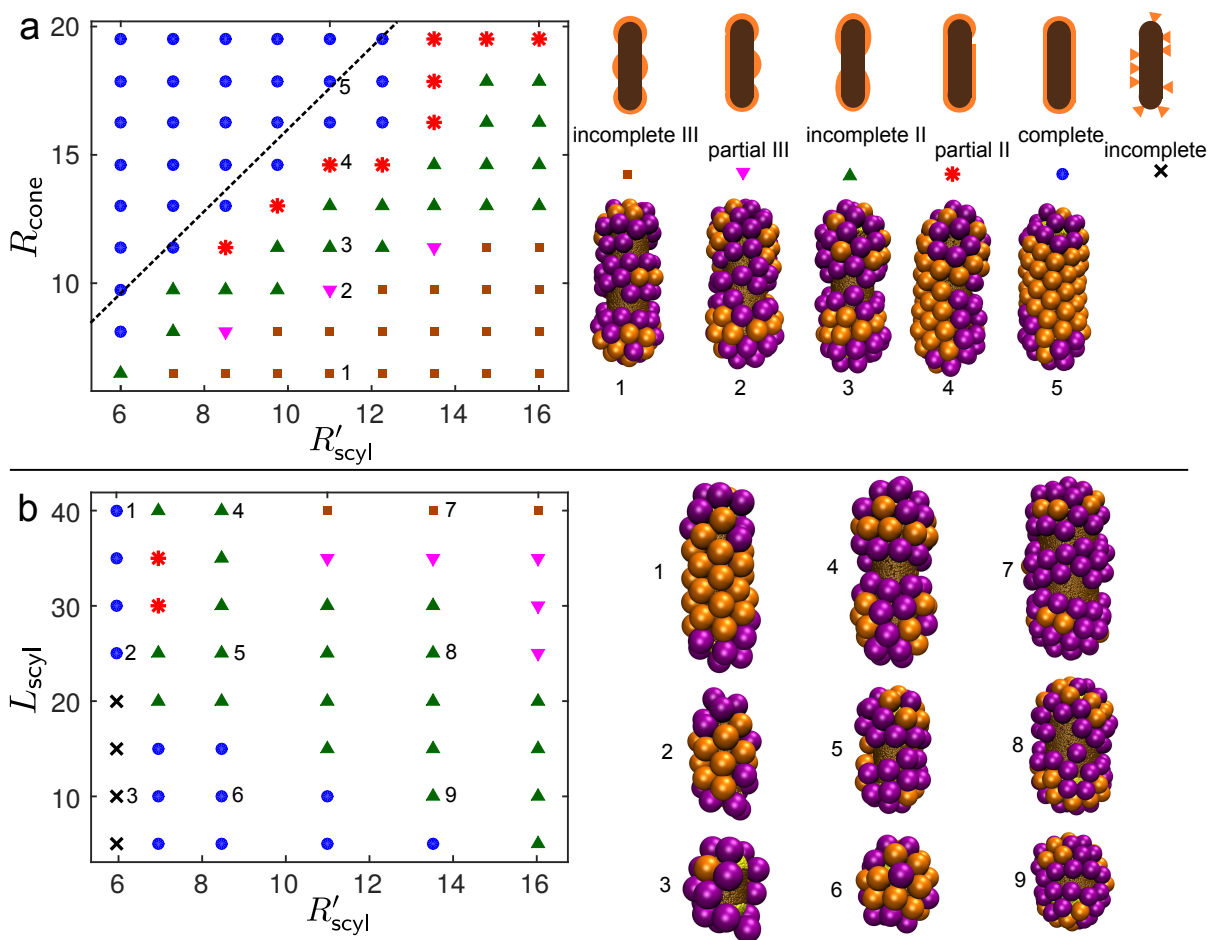 a
20
15
10
R_cone
6 8 10 12 14 16
R′_scyl
5
4
3
2
1
incomplete III
partial III
incomplete II
partial II
complete
incomplete
1 2 3 4 5
b
40
30
20
10
L_scyl
6 8 10 12 14 16
R′_scyl
1 4 7
2 5 8
3 6 9
1 4 7
2 5 8
3 6 9